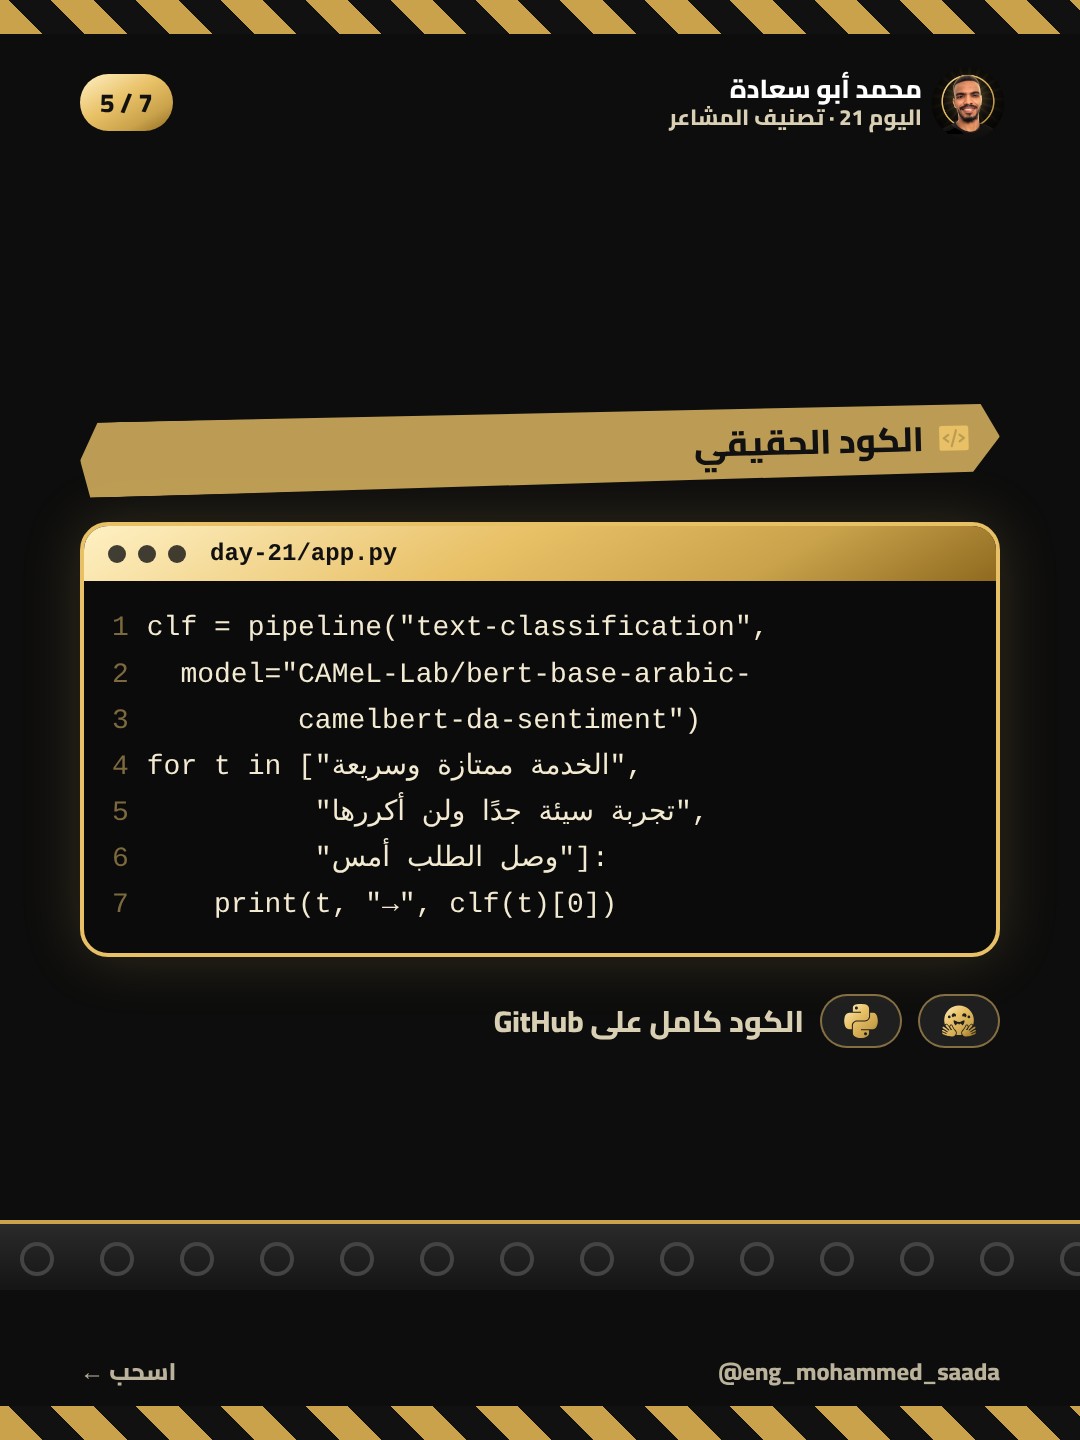 محمد أبو سعادة
اليوم 21 · تصنيف المشاعر
5 / 7
الكود الحقيقي
day-21/app.py
1 clf = pipeline("text-classification",
2   model="CAMeL-Lab/bert-base-arabic-
3          camelbert-da-sentiment")
4 for t in ["الخدمة ممتازة وسريعة",
5           "تجربة سيئة جدًا ولن أكررها",
6           "وصل الطلب أمس"]:
7     print(t, "→", clf(t)[0])
الكود كامل على GitHub
@eng_mohammed_saada
اسحب ←